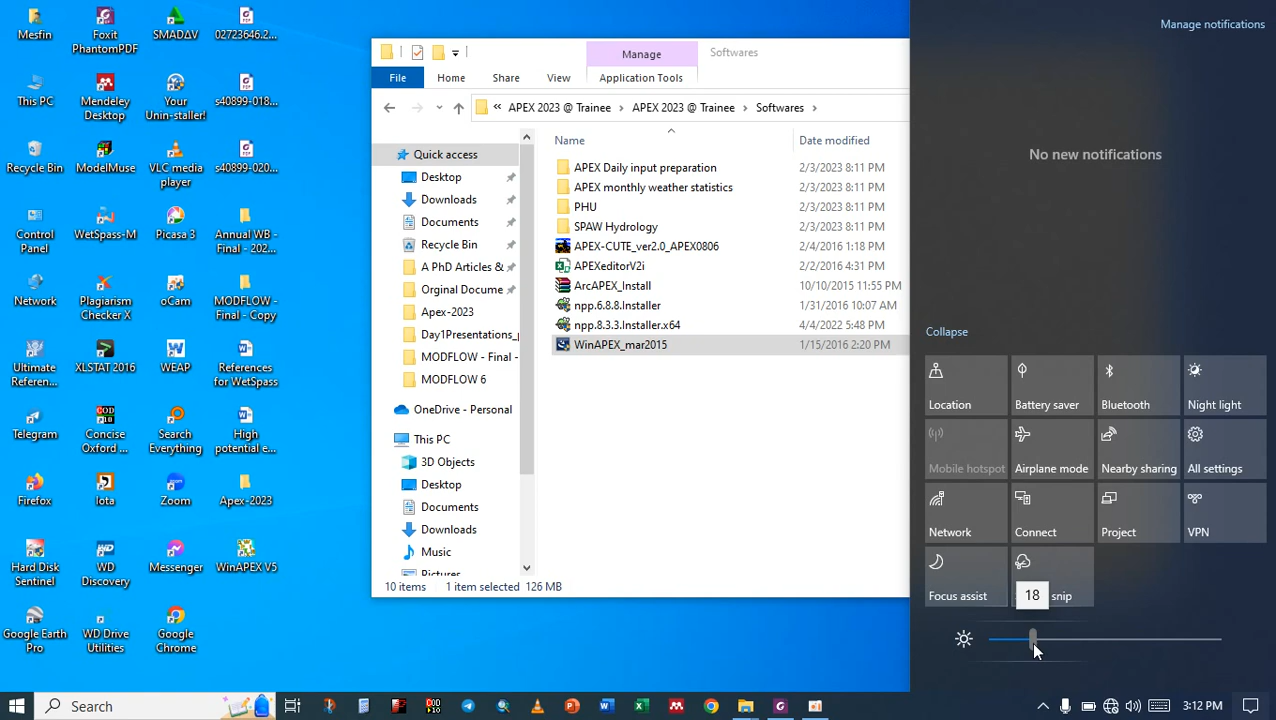 Mesfin
Foxit
PhantomPDF
SMADΔV
02723646.2...
This PC
Mendeley
Desktop
Your
Unin-staller!
s40899-018...
Recycle Bin
ModelMuse
VLC media
player
s40899-020...
Control
Panel
WetSpass-M
Picasa 3
Annual WB -
Final - 202...
Network
Plagiarism
Checker X
oCam
MODFLOW -
Final - Copy
Ultimate
Referen...
XLSTAT 2016
WEAP
References
for WetSpass
Telegram
Concise
Oxford ...
Search
Everything
High
potential e...
Firefox
Iota
Zoom
Apex-2023
Hard Disk
Sentinel
WD
Discovery
Messenger
WinAPEX V5
Google Earth
Pro
WD Drive
Utilities
Google
Chrome
Manage
Softwares
File
Home
Share
View
Application Tools
« APEX 2023 @ Trainee > APEX 2023 @ Trainee > Softwares >
Quick access
Desktop
Downloads
Documents
Recycle Bin
A PhD Articles &
Orginal Docume
Apex-2023
Day1Presentations_p
MODFLOW - Final -
MODFLOW 6
OneDrive - Personal
This PC
3D Objects
Desktop
Documents
Downloads
Music
Pictures
Name
Date modified
APEX Daily input preparation 2/3/2023 8:11 PM
APEX monthly weather statistics 2/3/2023 8:11 PM
PHU 2/3/2023 8:11 PM
SPAW Hydrology 2/3/2023 8:11 PM
APEX-CUTE_ver2.0_APEX0806 2/4/2016 1:18 PM
APEXeditorV2i 2/2/2016 4:31 PM
ArcAPEX_Install 10/10/2015 11:55 PM
npp.6.8.8.Installer 1/31/2016 10:07 AM
npp.8.3.3.Installer.x64 4/4/2022 5:48 PM
WinAPEX_mar2015 1/15/2016 2:20 PM
10 items 1 item selected 126 MB
Manage notifications
No new notifications
Collapse
Location
Battery saver
Bluetooth
Night light
Mobile hotspot
Airplane mode
Nearby sharing
All settings
Network
Connect
Project
VPN
Focus assist
18
snip
Search
3:12 PM